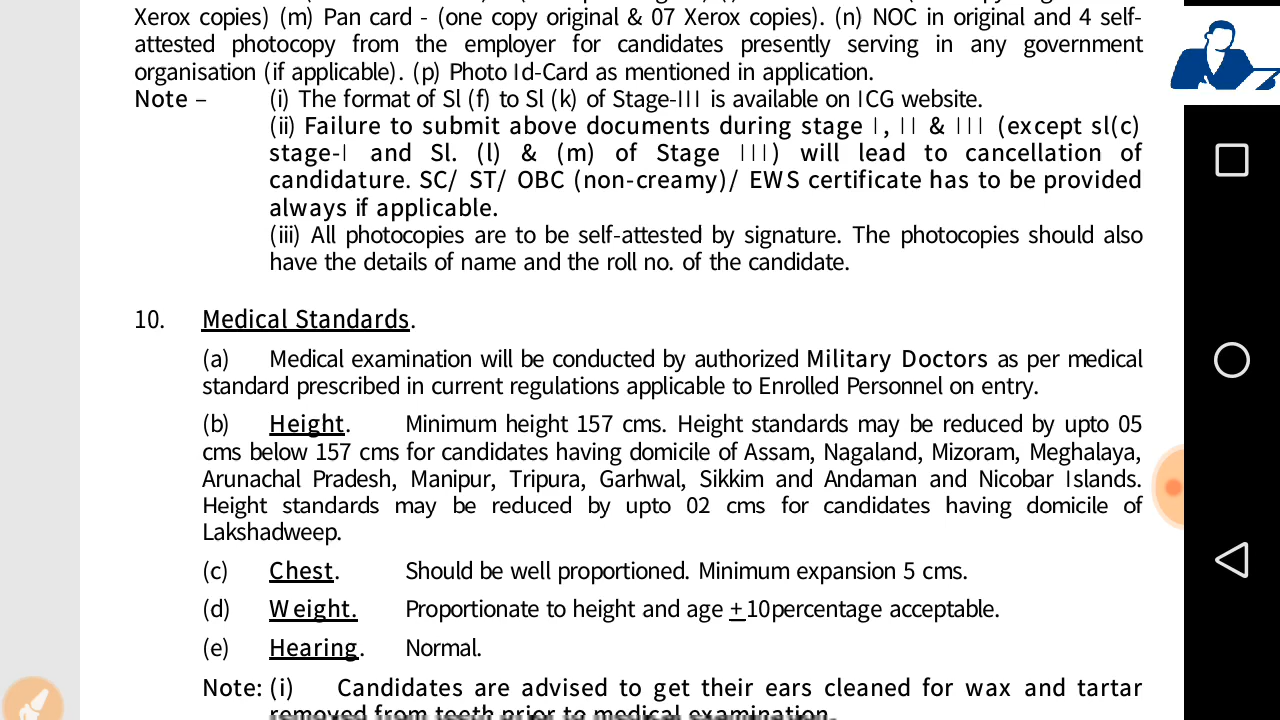 Xerox copies) (m) Pan card - (one copy original & 07 Xerox copies). (n) NOC in original and 4 self-
attested photocopy from the employer for candidates presently serving in any government
organisation (if applicable). (p) Photo Id-Card as mentioned in application.
Note – (i) The format of Sl (f) to Sl (k) of Stage-III is available on ICG website.
(ii) Failure to submit above documents during stage I, II & III (except sl(c)
stage-I and Sl. (l) & (m) of Stage III) will lead to cancellation of
candidature. SC/ ST/ OBC (non-creamy)/ EWS certificate has to be provided
always if applicable.
(iii) All photocopies are to be self-attested by signature. The photocopies should also
have the details of name and the roll no. of the candidate.
10. Medical Standards.
(a) Medical examination will be conducted by authorized Military Doctors as per medical
standard prescribed in current regulations applicable to Enrolled Personnel on entry.
(b) Height. Minimum height 157 cms. Height standards may be reduced by upto 05
cms below 157 cms for candidates having domicile of Assam, Nagaland, Mizoram, Meghalaya,
Arunachal Pradesh, Manipur, Tripura, Garhwal, Sikkim and Andaman and Nicobar Islands.
Height standards may be reduced by upto 02 cms for candidates having domicile of
Lakshadweep.
(c) Chest. Should be well proportioned. Minimum expansion 5 cms.
(d) Weight. Proportionate to height and age +10percentage acceptable.
(e) Hearing. Normal.
Note: (i) Candidates are advised to get their ears cleaned for wax and tartar
removed from teeth prior to medical examination.